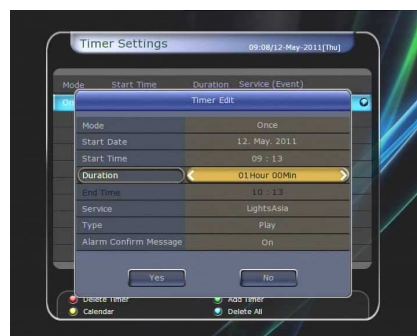 Timer Settings
09:08/12-May-2011[Thu]
Mode Start Time Duration Service (Event)
On
Timer Edit
Mode Once
Start Date 12. May. 2011
Start Time 09 : 13
Duration 01Hour 00Min
End Time 10 : 13
Service LightsAsia
Type Play
Alarm Confirm Message On
Yes No
Delete Timer Add Timer
Calendar Delete All